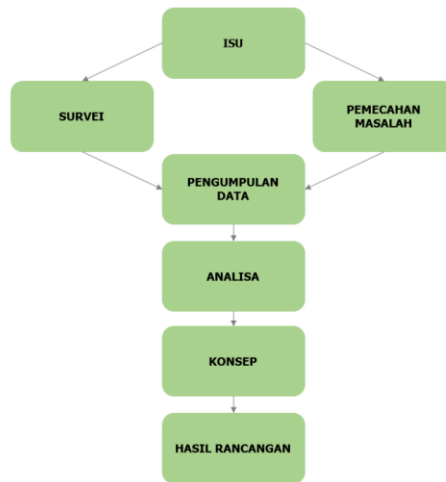 ISU
SURVEI
PEMECAHAN
MASALAH
PENGUMPULAN
DATA
ANALISA
KONSEP
HASIL RANCANGAN